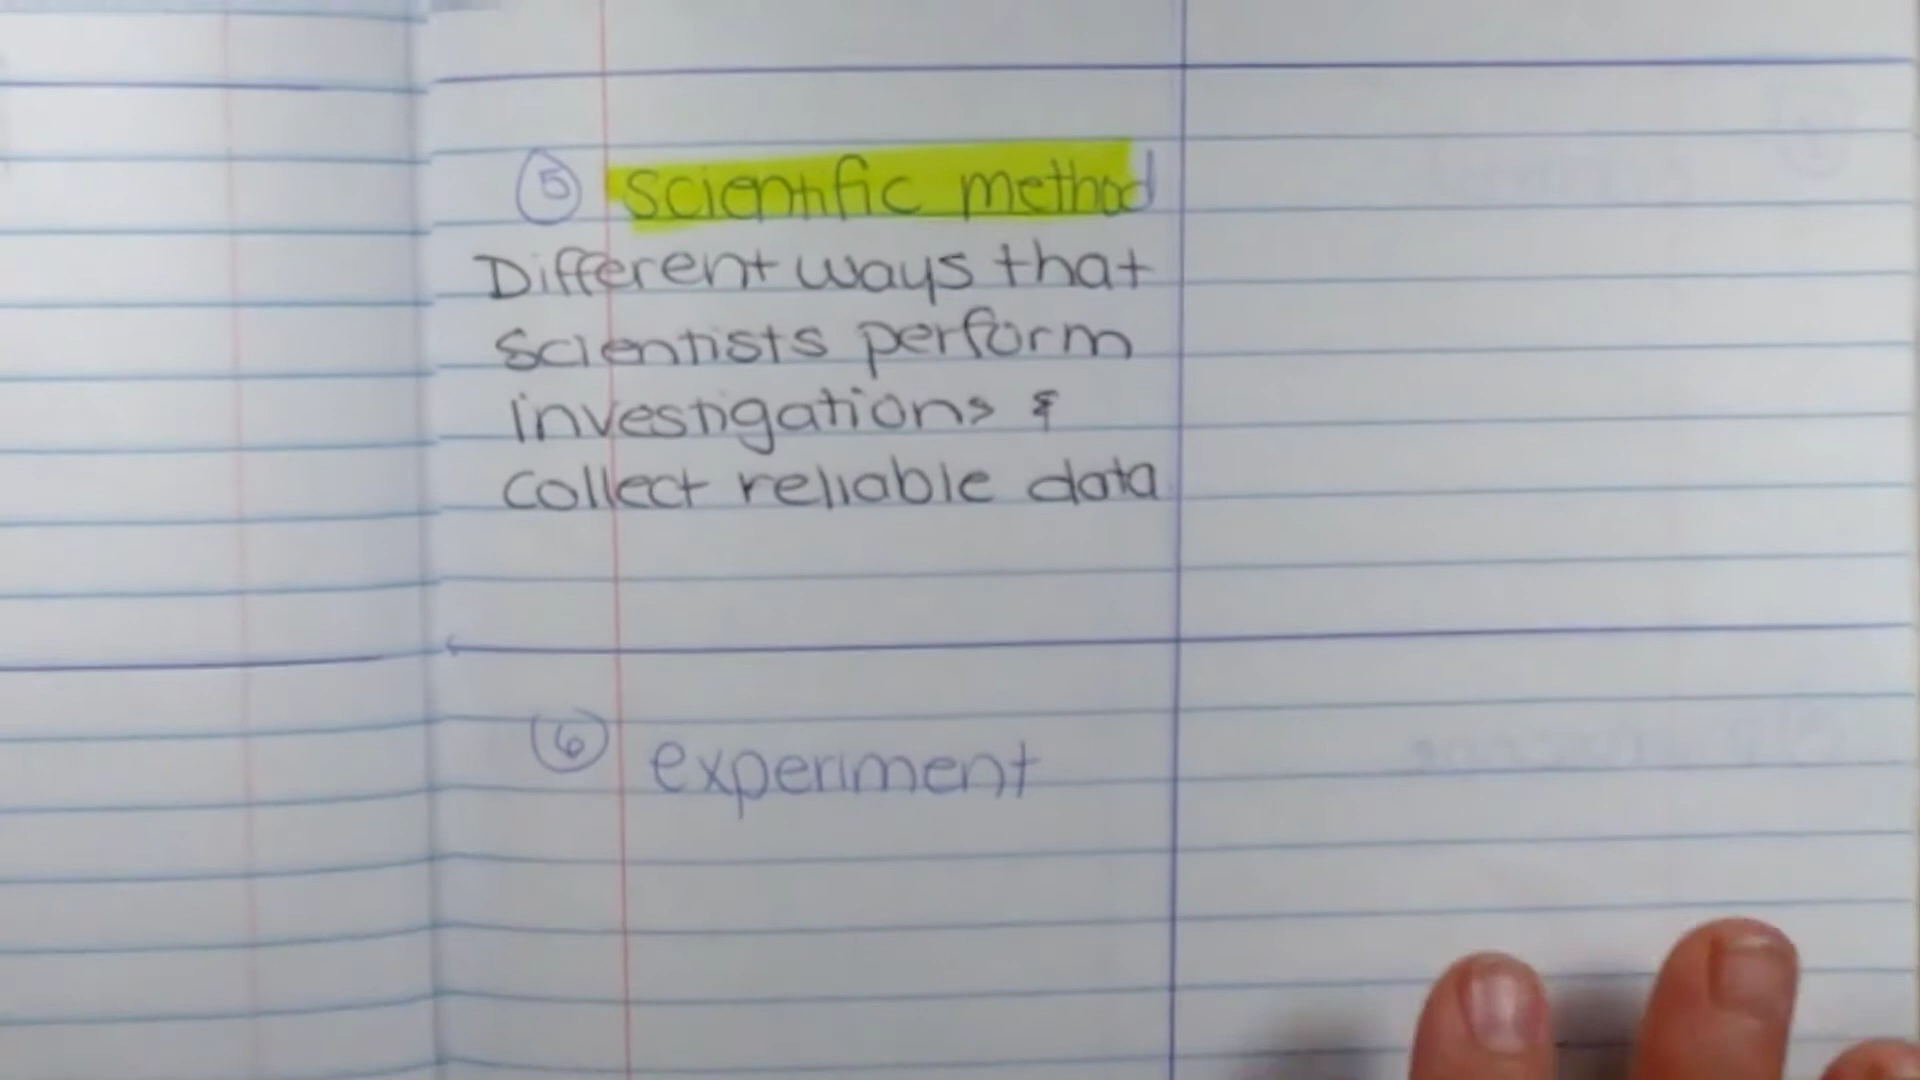 5 scientific method
Different ways that
scientists perform
investigations &
collect reliable data
6 experiment